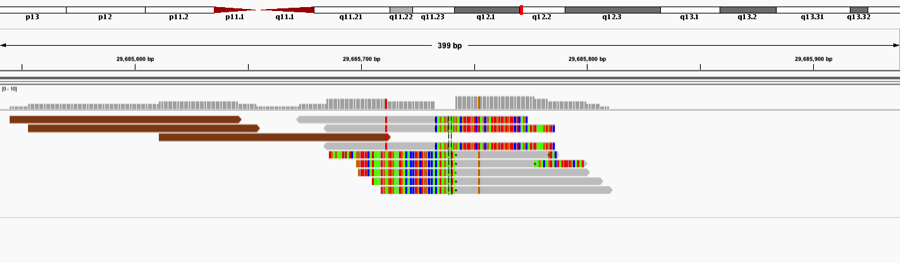 p13 p12 p11.2 p11.1 q11.1 q11.21 q11.22 q11.23 q12.1 q12.2 q12.3 q13.1 q13.2 q13.31 q13.32
399 bp
29,685,600 bp 29,685,700 bp 29,685,800 bp 29,685,900 bp
[0 - 10]